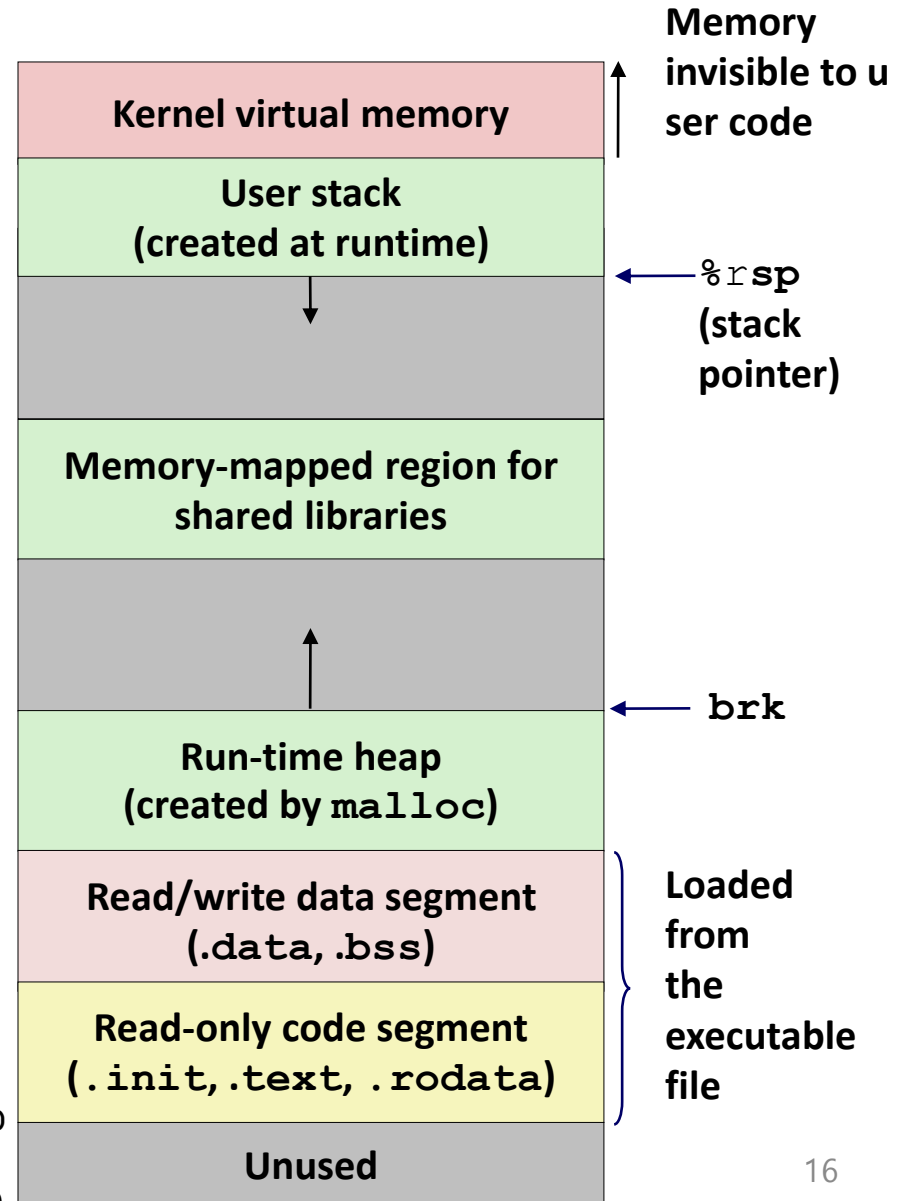 Memory
invisible to u
ser code
Kernel virtual memory
User stack
(created at runtime)
%rsp
(stack
pointer)
Memory-mapped region for
shared libraries
brk
Run-time heap
(created by malloc)
Read/write data segment
(.data, .bss)
Read-only code segment
(.init, .text, .rodata)
Loaded
from
the
executable
file
Unused
16